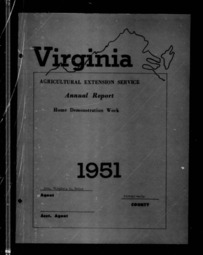 Virginia
AGRICULTURAL EXTENSION SERVICE
Annual Report
Home Demonstration Work
1951
Agent
COUNTY
Asst. Agent